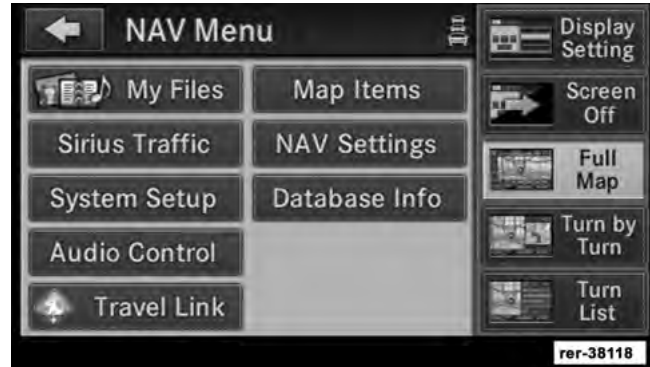 NAV Menu
My Files
Map Items
Sirius Traffic
NAV Settings
System Setup
Database Info
Audio Control
Travel Link
Display
Setting
Screen
Off
Full
Map
Turn by
Turn
Turn
List
rer-38118